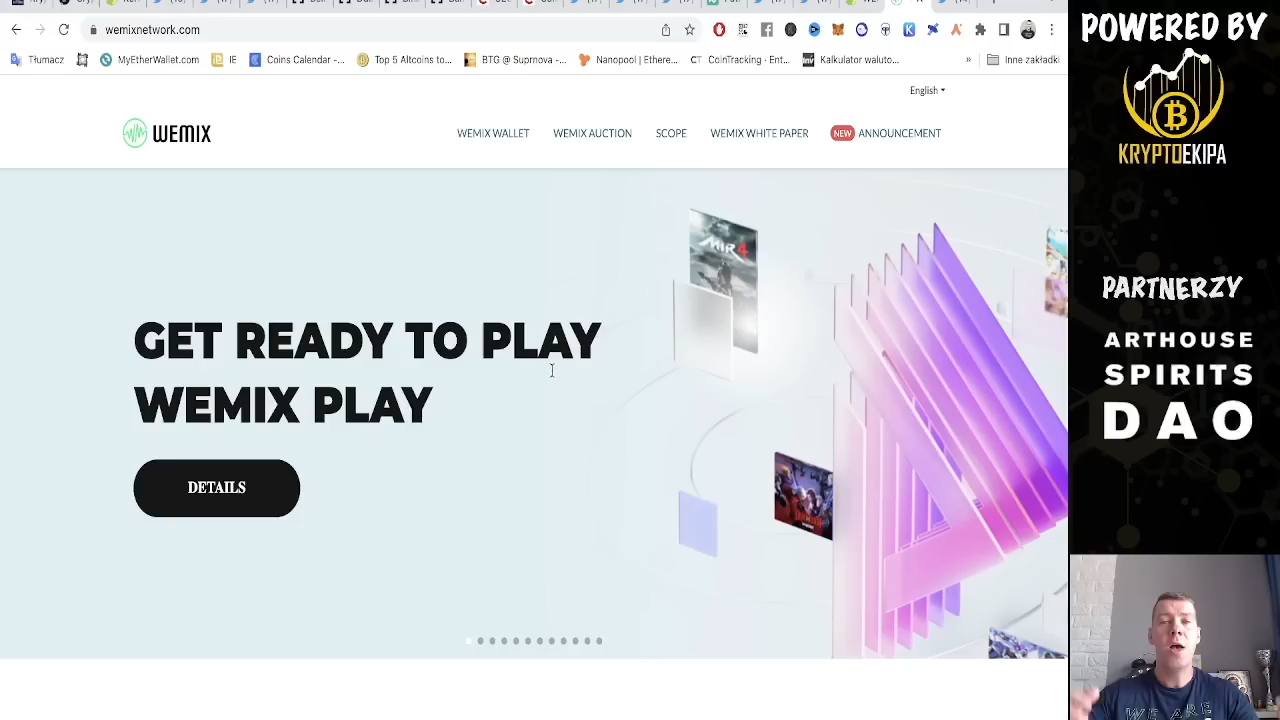 wemixnetwork.com
Tłumacz
MyEtherWallet.com
IE
Coins Calendar -...
Top 5 Altcoins to...
BTG @ Suprnova -...
Nanopool | Ethere...
CoinTracking · Ent...
Kalkulator waluto...
»
Inne zakładki
English
WEMIX
WEMIX WALLET
WEMIX AUCTION
SCOPE
WEMIX WHITE PAPER
NEW ANNOUNCEMENT
MIR4
GET READY TO PLAY
WEMIX PLAY
DETAILS
POWERED BY
KRYPTOEKIPA
PARTNERZY
ARTHOUSE
SPIRITS
DAO
WE ARE